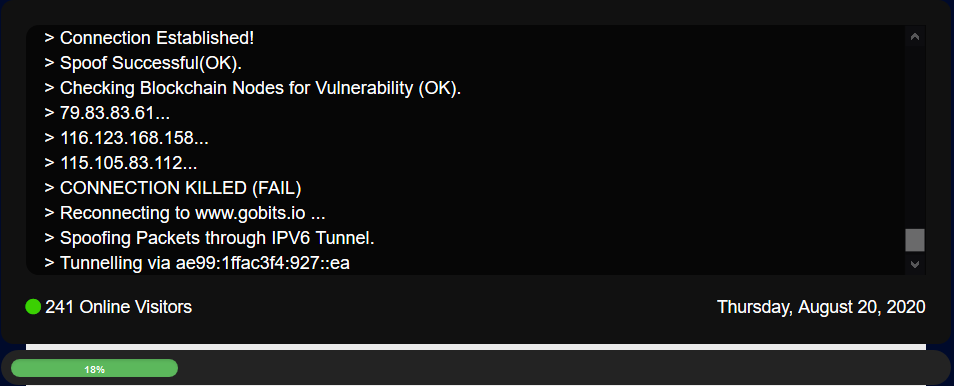 > Connection Established!
> Spoof Successful(OK).
> Checking Blockchain Nodes for Vulnerability (OK).
> 79.83.83.61...
> 116.123.168.158...
> 115.105.83.112...
> CONNECTION KILLED (FAIL)
> Reconnecting to www.gobits.io ...
> Spoofing Packets through IPV6 Tunnel.
> Tunnelling via ae99:1ffac3f4:927::ea
241 Online Visitors
Thursday, August 20, 2020
18%